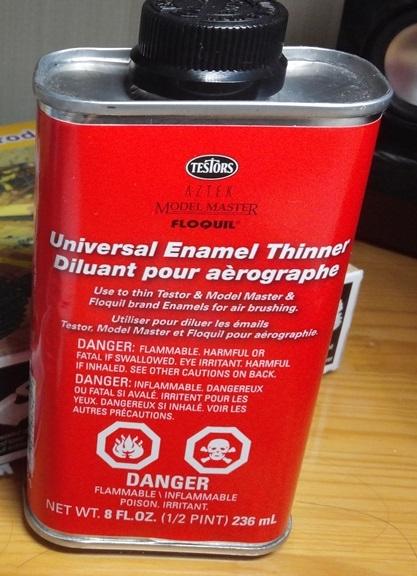 TESTORS
AZTEK
MODEL MASTER
FLOQUIL
Universal Enamel Thinner
Diluant pour aèrographe
Use to thin Testor & Model Master &
Floquil brand Enamels for air brushing.
Utiliser pour diluer les émails
Testor, Model Master et Floquil pour aérographie.
DANGER: FLAMMABLE. HARMFUL OR
FATAL IF SWALLOWED. EYE IRRITANT. HARMFUL
IF INHALED. SEE OTHER CAUTIONS ON BACK.
DANGER: INFLAMMABLE. DANGEREUX
OU FATAL SI AVALÉ. IRRITENT POUR LES
YEUX. DANGEREUX SI INHALÉ. VOIR LES
AUTRES PRÉCAUTIONS.
DANGER
FLAMMABLE \ INFLAMMABLE
POISON. IRRITANT.
NET WT. 8 FL.OZ. (1/2 PINT) 236 mL